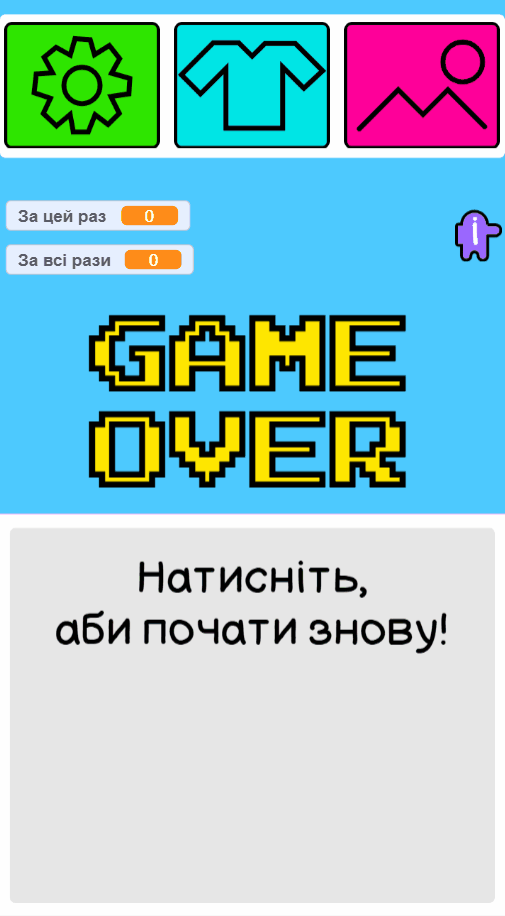 За цей раз 0
i
За всі рази 0
GAME
OVER
Натисніть,
аби почати знову!